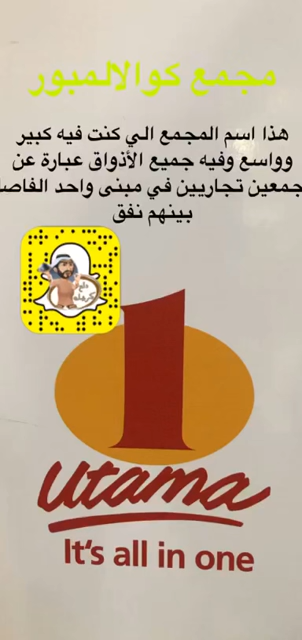 مجمع كوالالمبور
هذا اسم المجمع الي كنت فيه كبير
وواسع وفيه جميع الأذواق عبارة عن
جمعين تجاريين في مبنى واحد الفاصل
بينهم نفق
1
utama
It's all in one